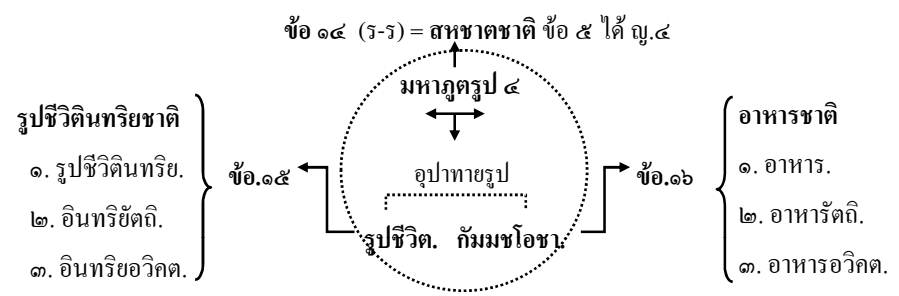 ข้อ ๑๔ (ร-ร) = สหชาตชาติ ข้อ ๕ ได้ ญ.๔
มหาภูตรูป ๔
รูปชีวิตินทริยชาติ
๑. รูปชีวิตินทริย.
๒. อินทริยัตถิ.
๓. อินทริยอวิคต.
ข้อ.๑๕
อุปาทายรูป
รูปชีวิต. กัมมชโอชา.
ข้อ.๑๖
อาหารชาติ
๑. อาหาร.
๒. อาหารัตถิ.
๓. อาหารอวิคต.